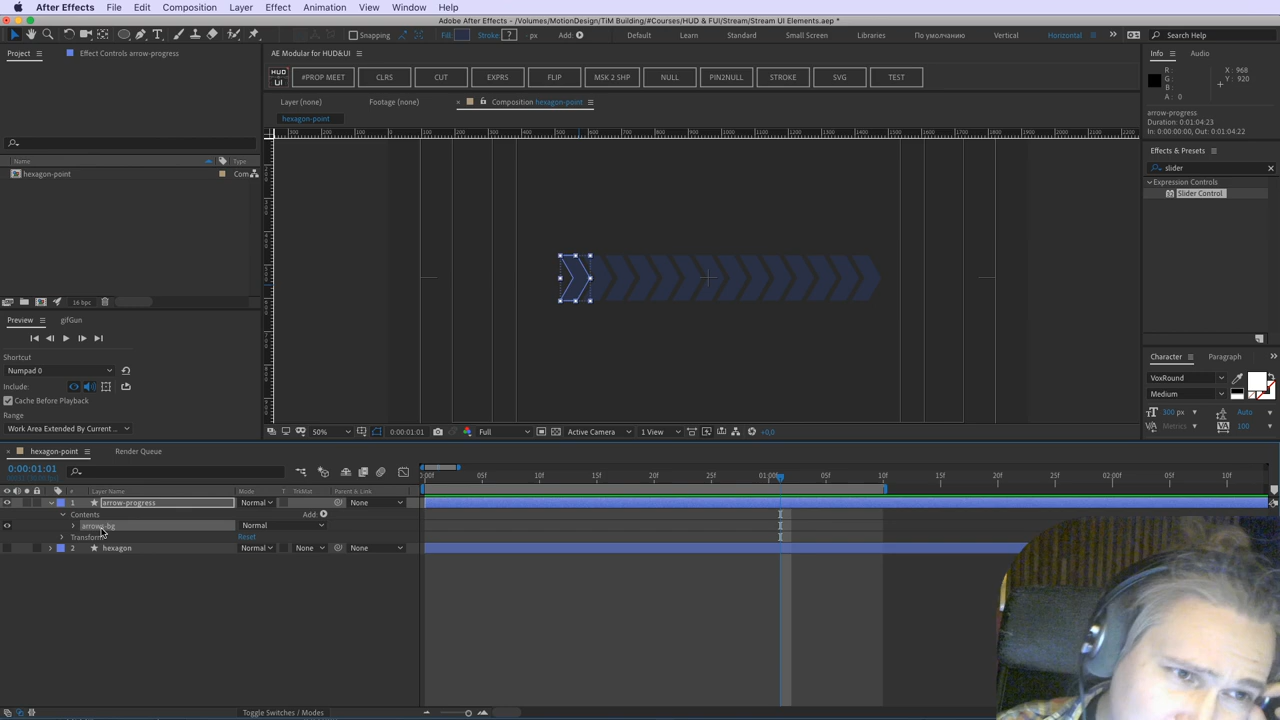 After Effects File Edit Composition Layer Effect Animation View Window Help
Adobe After Effects - /Volumes/MotionDesign/TiM Building/#Courses/HUD & FUI/Stream/Stream UI Elements.aep *
Snapping Fill: Stroke: ? - px Add: Default Learn Standard Small Screen Libraries По умолчанию Vertical Horizontal Search Help
Project Effect Controls arrow-progress AE Modular for HUD&UI Info Audio
HUD UI #PROP MEET CLRS CUT EXPRS FLIP MSK 2 SHP NULL PIN2NULL STROKE SVG TEST
R : X : 968
G : Y : 920
B :
A : 0
Layer (none) Footage (none) Composition hexagon-point
hexagon-point
arrow-progress
Duration: 0:01:04:23
In: 0:00:00:00, Out: 0:01:04:22
Effects & Presets
slider
Name Type
hexagon-point Com
Expression Controls
Slider Control
16 bpc
Preview gifGun
Shortcut
Numpad 0
Include:
Cache Before Playback
Range
Work Area Extended By Current ...
Character Paragraph
VoxRound
Medium
300 px Auto
Metrics 100
50% 0:00:01:01 Full Active Camera 1 View +0,0
hexagon-point Render Queue
0:00:01:01
:00f 05f 10f 15f 20f 25f 01:00f 05f 10f 15f 20f 25f 02:00f 05f 10f
# Layer Name Mode T TrkMat Parent & Link
1 arrow-progress Normal None
Contents Add:
arrows-bg Normal
Transform Reset
2 hexagon Normal None None
Toggle Switches / Modes